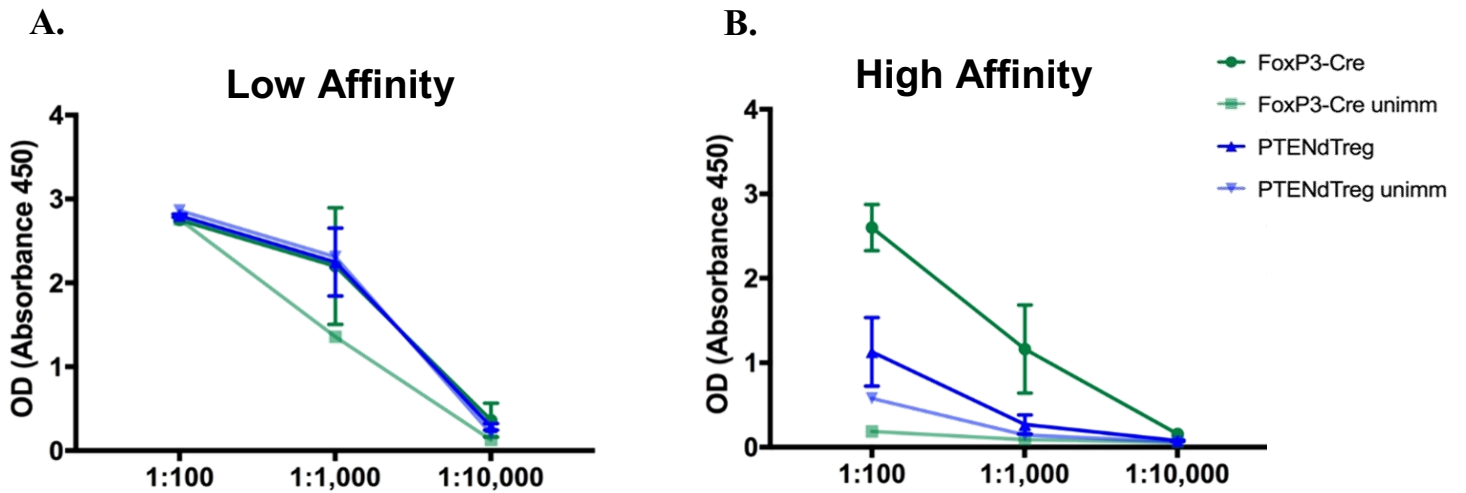 A.
Low Affinity
OD (Absorbance 450)
4
3
2
1
0
1:100 1:1,000 1:10,000
B.
High Affinity
OD (Absorbance 450)
4
3
2
1
0
1:100 1:1,000 1:10,000
FoxP3-Cre
FoxP3-Cre unimm
PTENdTreg
PTENdTreg unimm